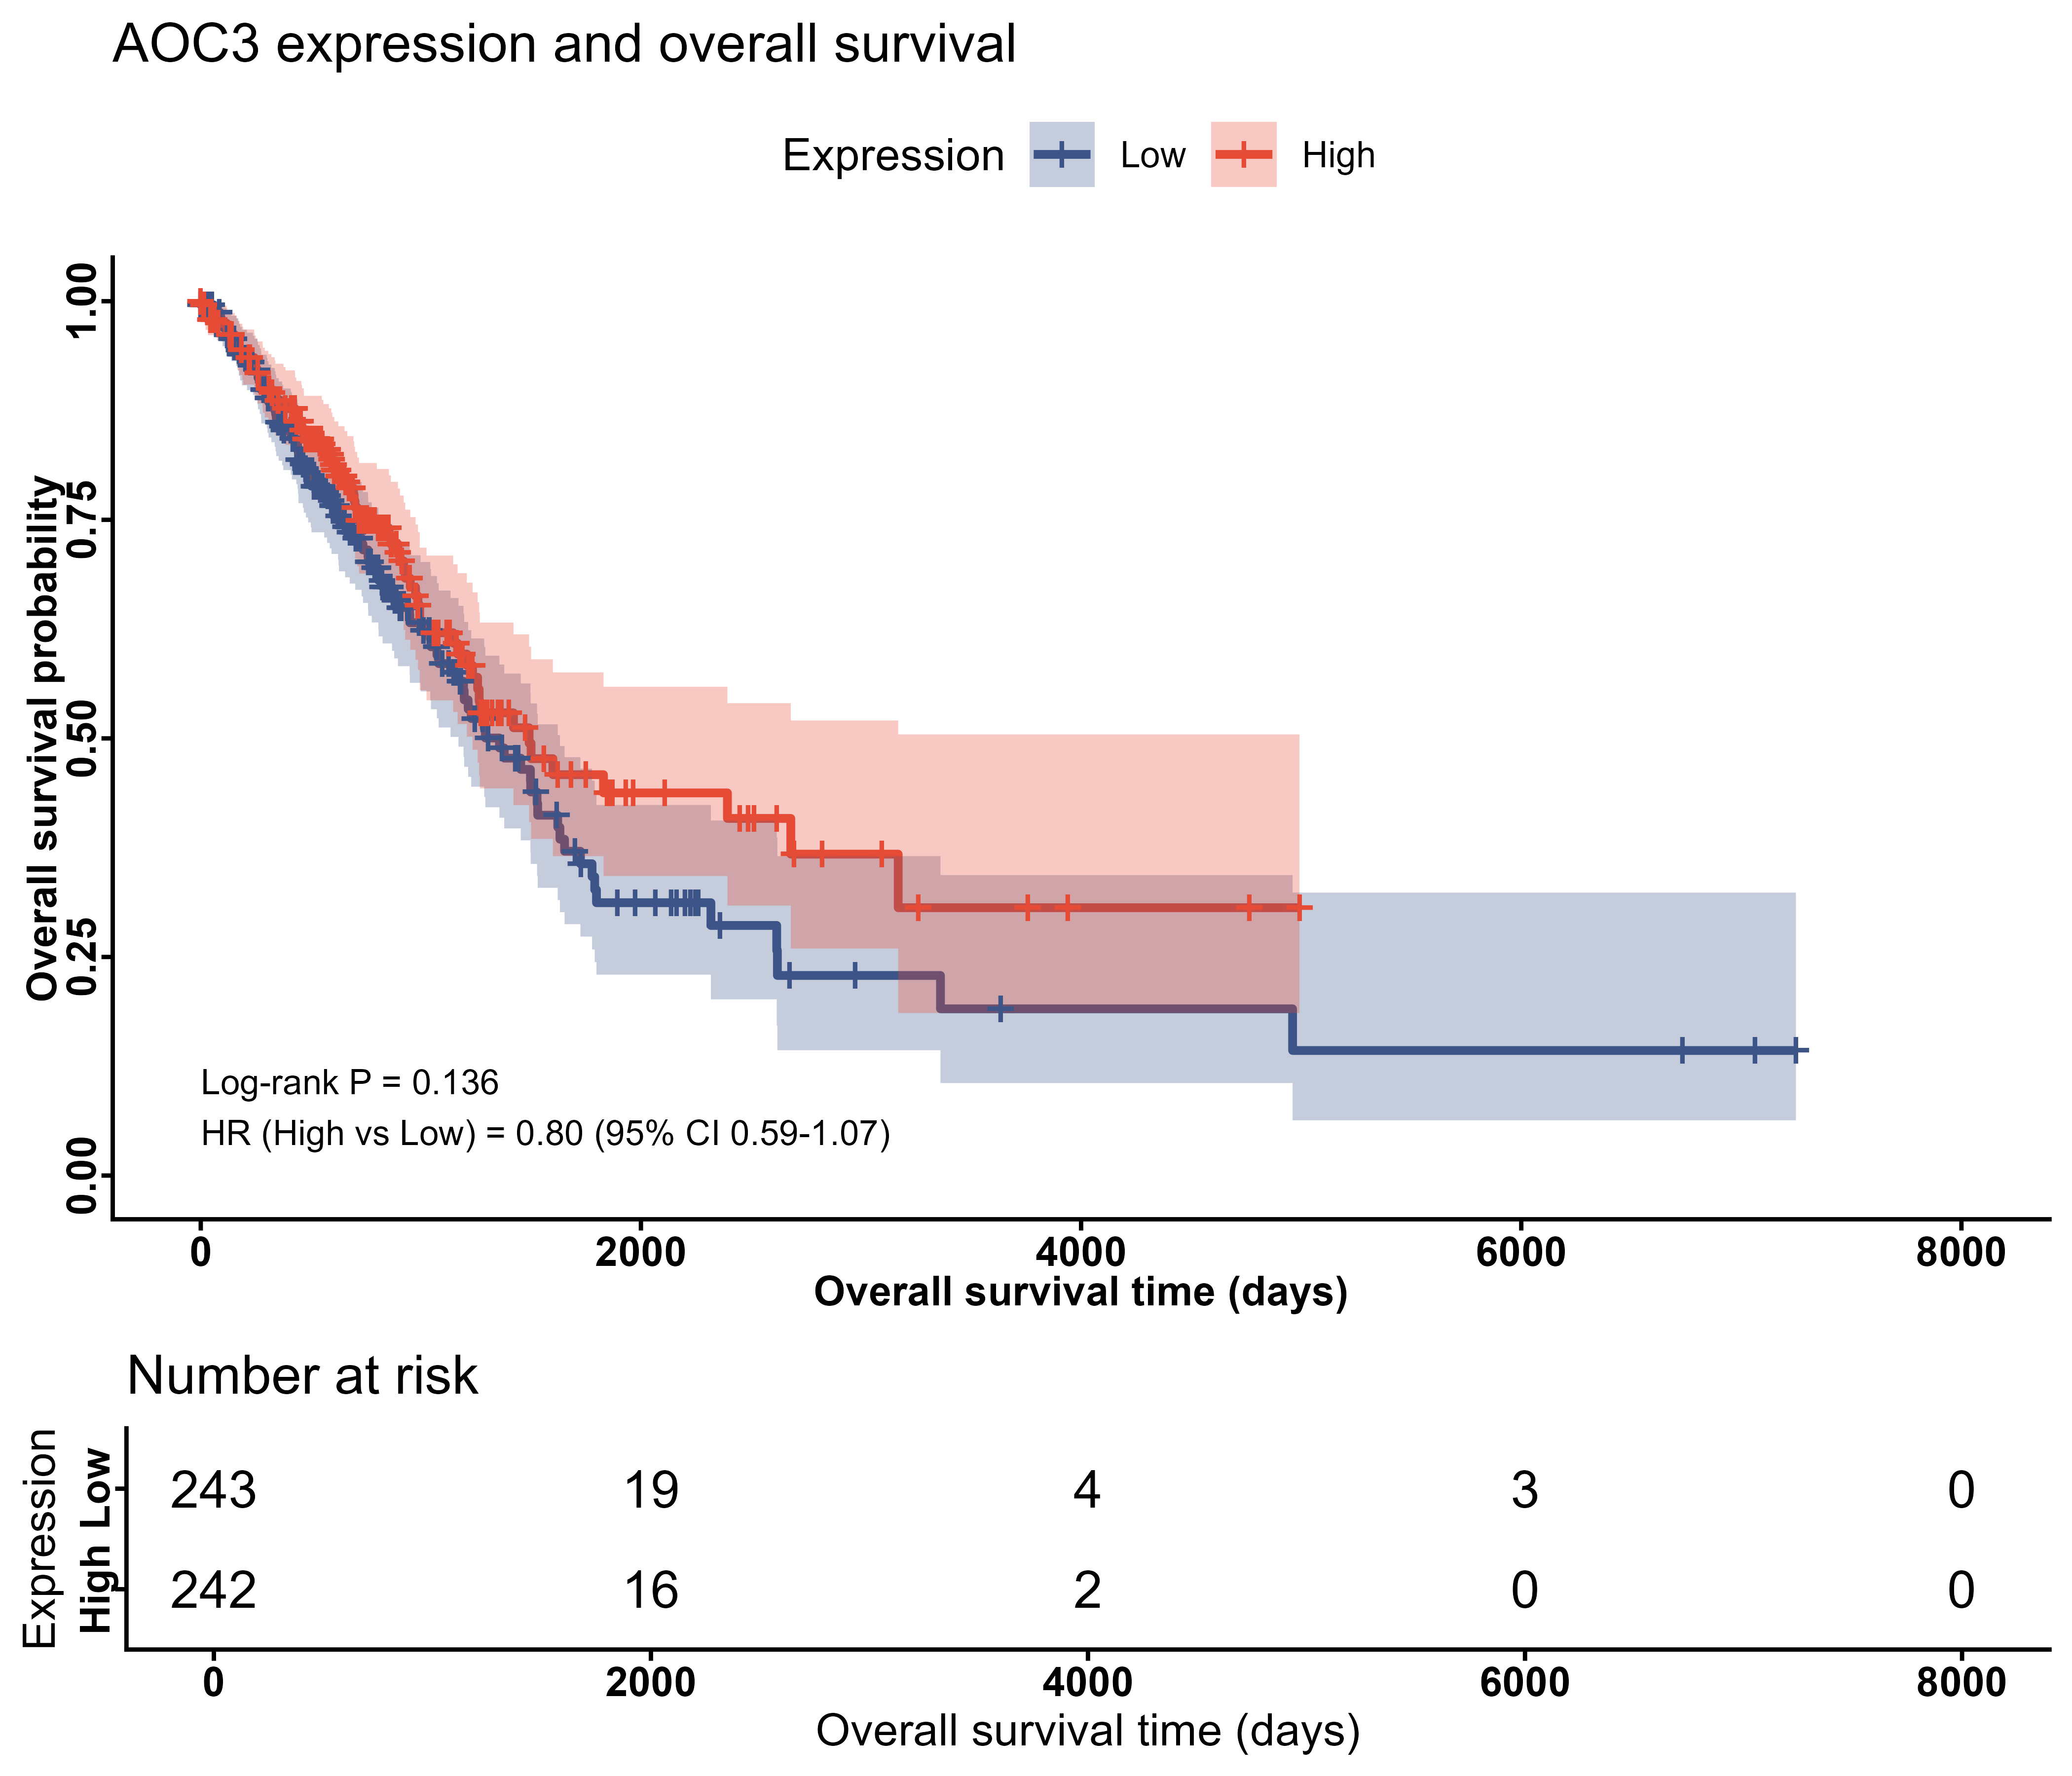 AOC3 expression and overall survival
Expression Low High
Overall survival probability
1.00
0.75
0.50
0.25
0.00
Log-rank P = 0.136
HR (High vs Low) = 0.80 (95% CI 0.59-1.07)
0 2000 4000 6000 8000
Overall survival time (days)
Number at risk
Expression
Low 243 19 4 3 0
High 242 16 2 0 0
0 2000 4000 6000 8000
Overall survival time (days)